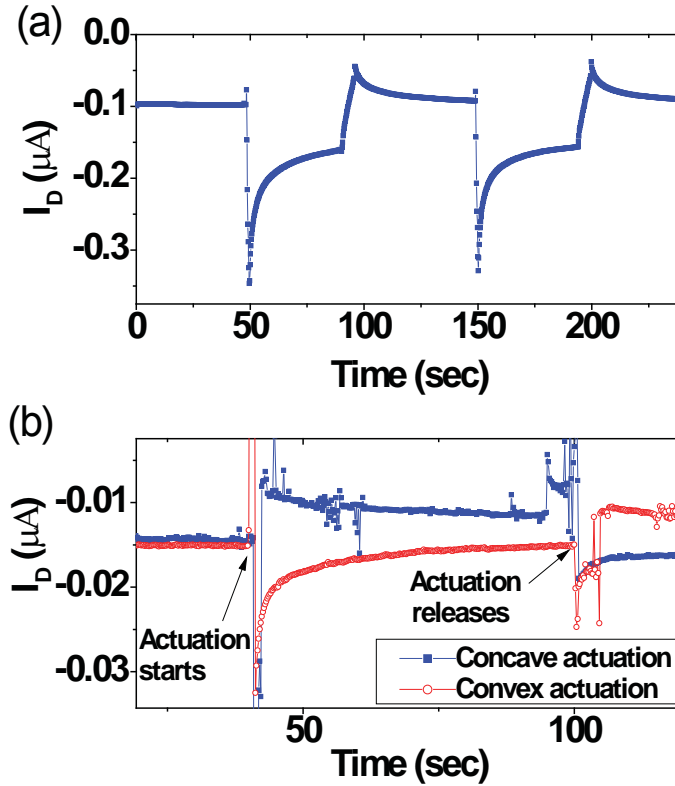 (a)
0.0
-0.1
-0.2
-0.3
I_D (μA)
0 50 100 150 200
Time (sec)
(b)
-0.01
-0.02
-0.03
I_D (μA)
Actuation
starts
Actuation
releases
Concave actuation
Convex actuation
50 100
Time (sec)